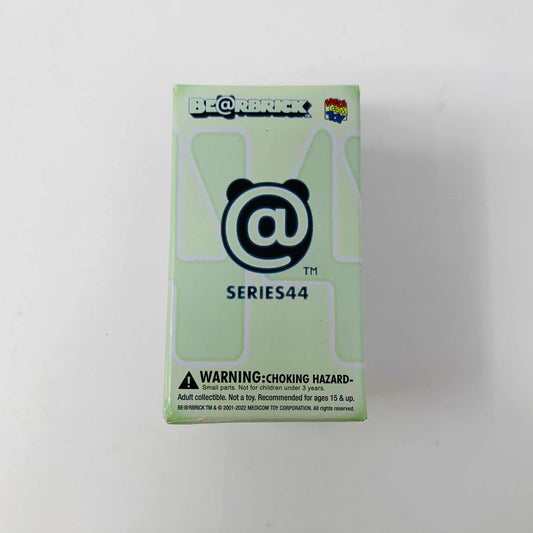 BE@RBRICK TM
MEDICOM
TOY
@
TM
SERIES44
WARNING:CHOKING HAZARD-
Small parts. Not for children under 3 years.
Adult collectible. Not a toy. Recommended for ages 15 & up.
BE@RBRICK TM & © 2001-2022 MEDICOM TOY CORPORATION. All rights reserved.